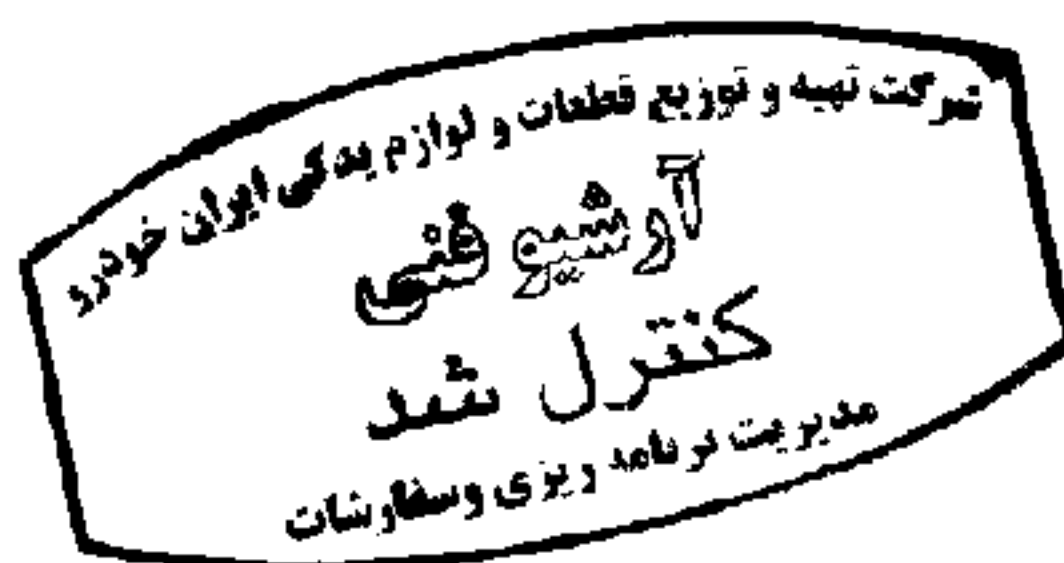 شرکت تهیه و توزیع قطعات و لوازم یدکی ایران خودرو
آرشیو فنی
کنترل شد
مدیریت برنامه ریزی وسفارشات